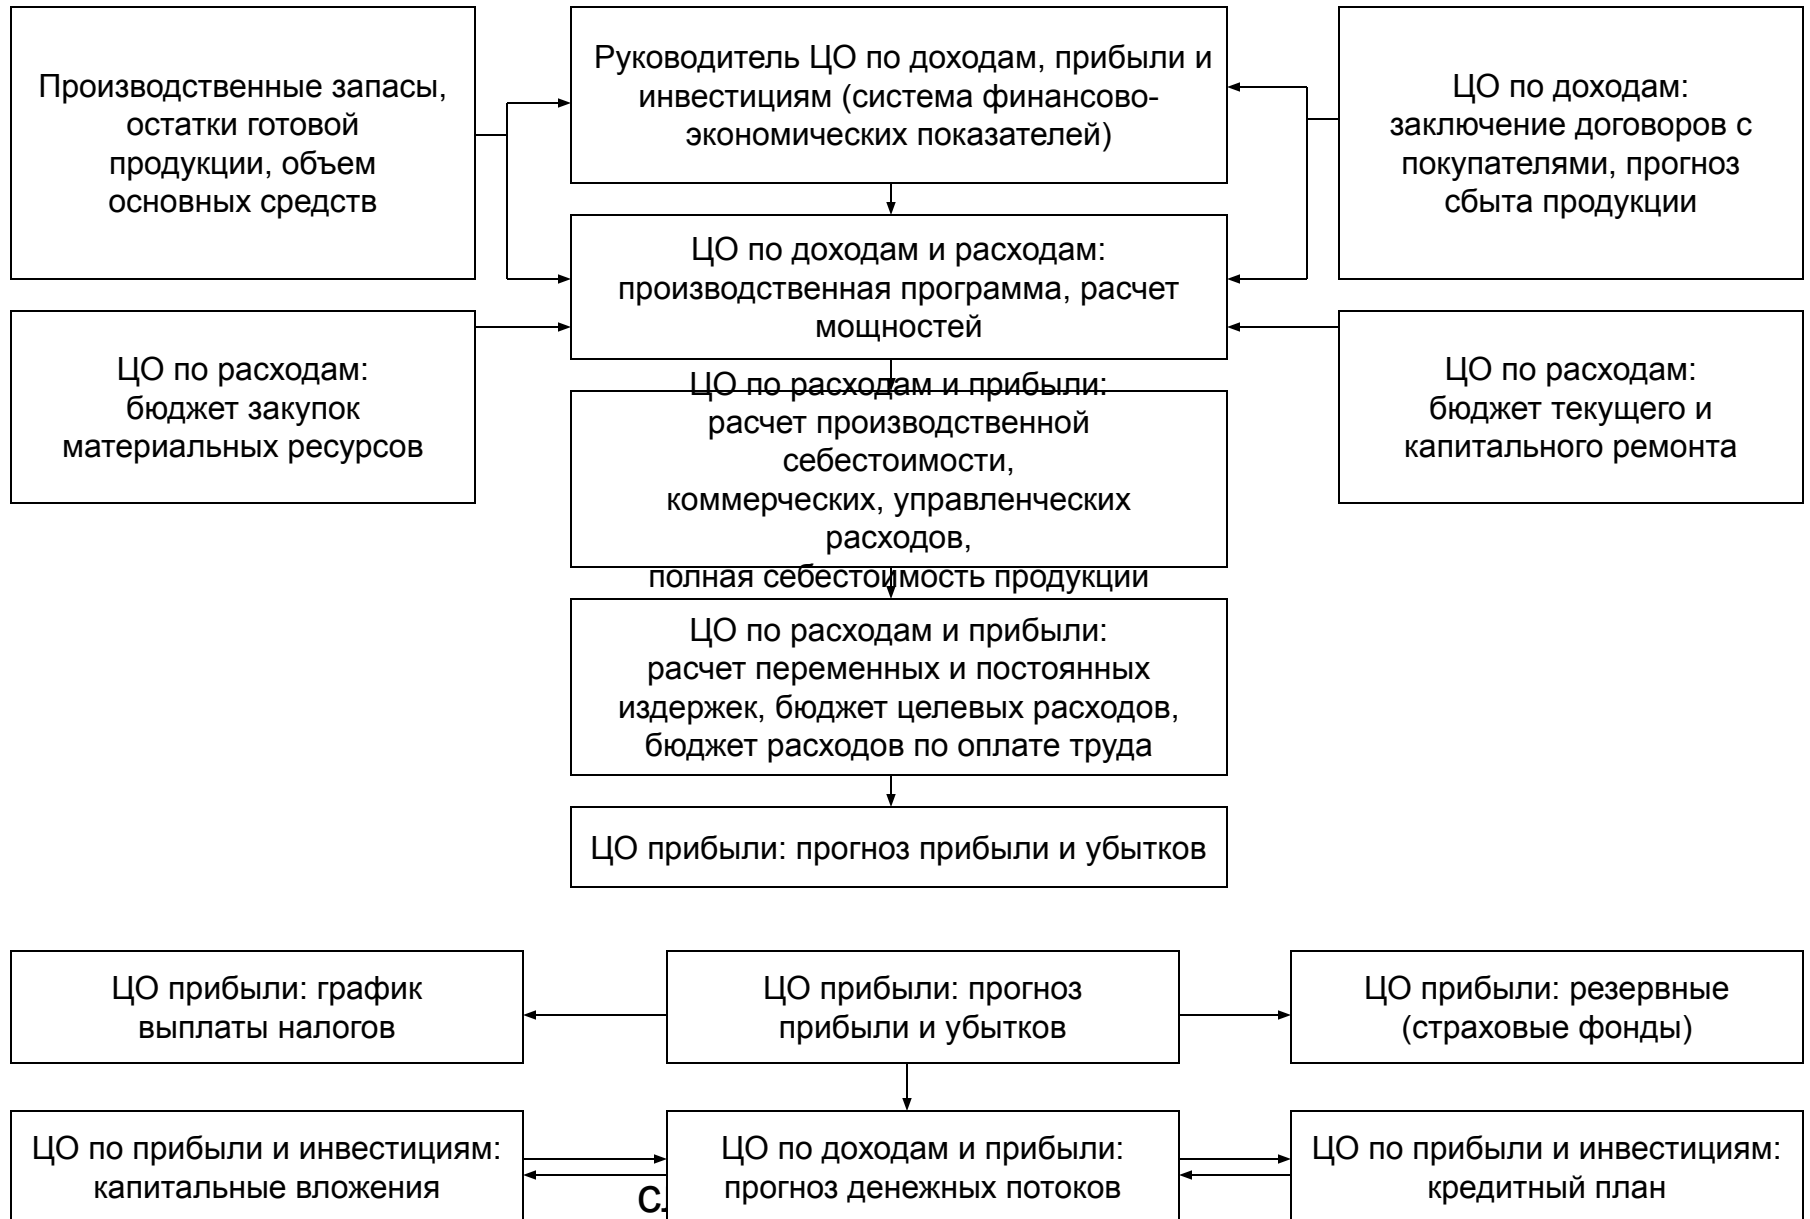 Производственные запасы,
остатки готовой
продукции, объем
основных средств
Руководитель ЦО по доходам, прибыли и
инвестициям (система финансово-
экономических показателей)
ЦО по доходам:
заключение договоров с
покупателями, прогноз
сбыта продукции
ЦО по доходам и расходам:
производственная программа, расчет
мощностей
ЦО по расходам:
бюджет закупок
материальных ресурсов
ЦО по расходам:
бюджет текущего и
капитального ремонта
ЦО по расходам и прибыли:
расчет производственной
себестоимости,
коммерческих, управленческих
расходов,
полная себестоимость продукции
ЦО по расходам и прибыли:
расчет переменных и постоянных
издержек, бюджет целевых расходов,
бюджет расходов по оплате труда
ЦО прибыли: прогноз прибыли и убытков
ЦО прибыли: график
выплаты налогов
ЦО прибыли: прогноз
прибыли и убытков
ЦО прибыли: резервные
(страховые фонды)
ЦО по прибыли и инвестициям:
капитальные вложения
ЦО по доходам и прибыли:
прогноз денежных потоков
ЦО по прибыли и инвестициям:
кредитный план